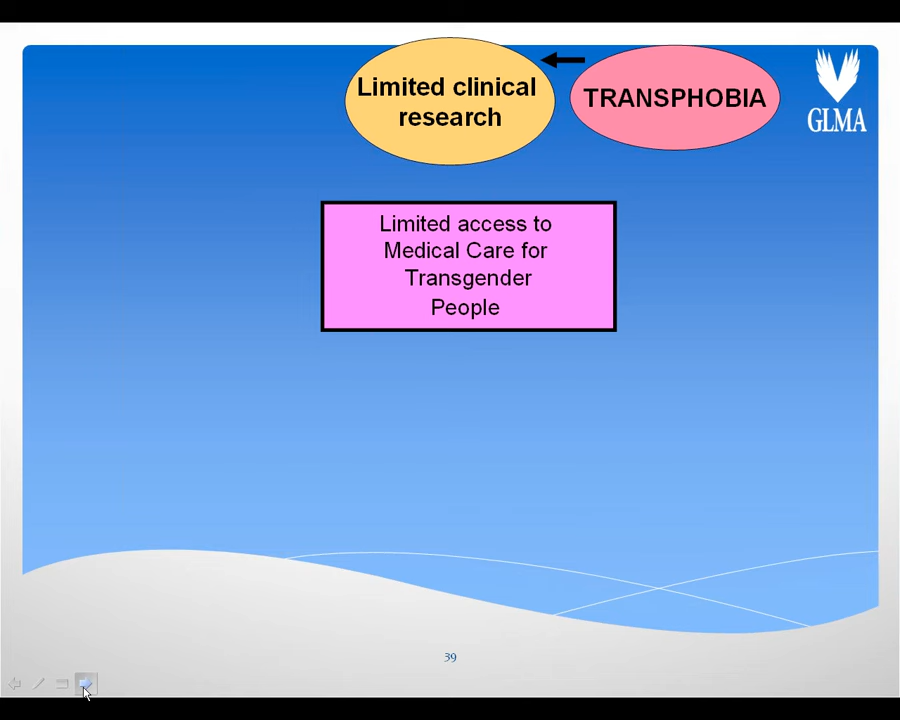 Limited clinical
research
TRANSPHOBIA
GLMA
Limited access to
Medical Care for
Transgender
People
39